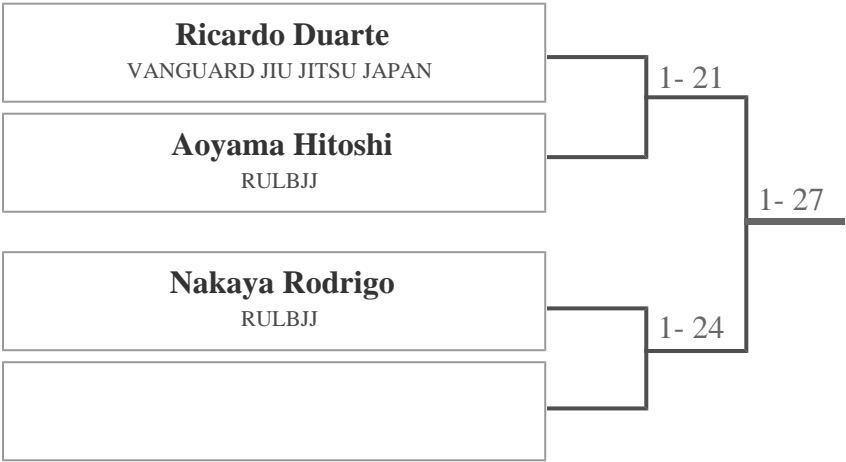 Ricardo Duarte
VANGUARD JIU JITSU JAPAN
1- 21
Aoyama Hitoshi
RULBJJ
1- 27
Nakaya Rodrigo
RULBJJ
1- 24